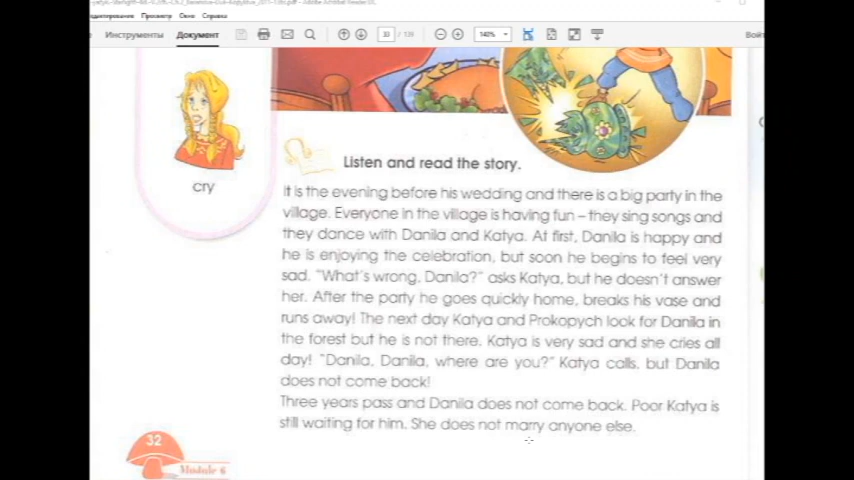 Инструменты Документ 33 / 136 140%
cry
Listen and read the story.
It is the evening before his wedding and there is a big party in the
village. Everyone in the village is having fun – they sing songs and
they dance with Danila and Katya. At first, Danila is happy and
he is enjoying the celebration, but soon he begins to feel very
sad. "What's wrong, Danila?" asks Katya, but he doesn't answer
her. After the party he goes quickly home, breaks his vase and
runs away! The next day Katya and Prokopych look for Danila in
the forest but he is not there. Katya is very sad and she cries all
day! "Danila, Danila, where are you?" Katya calls, but Danila
does not come back!
Three years pass and Danila does not come back. Poor Katya is
still waiting for him. She does not marry anyone else.
32
Module 6